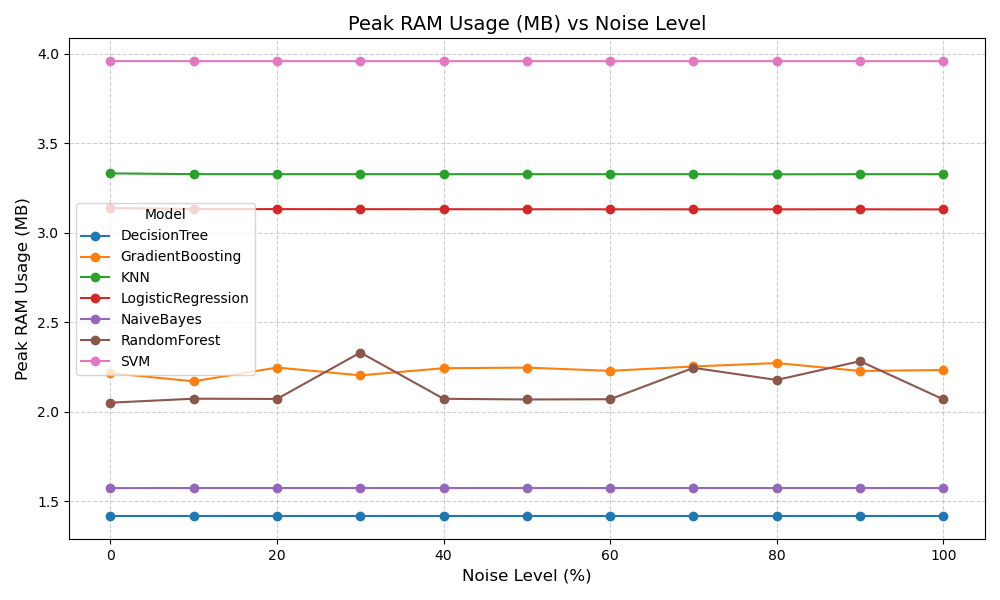 Peak RAM Usage (MB) vs Noise Level
Peak RAM Usage (MB)
4.0
3.5
3.0
2.5
2.0
1.5
Model
DecisionTree
GradientBoosting
KNN
LogisticRegression
NaiveBayes
RandomForest
SVM
0 20 40 60 80 100
Noise Level (%)